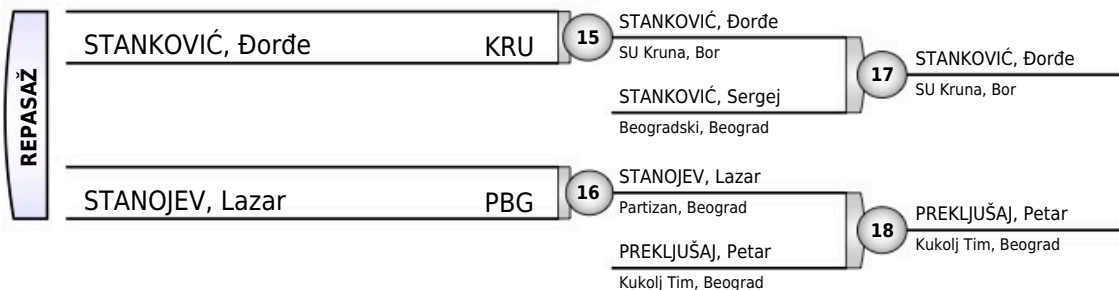 REPASAŽ
STANKOVIĆ, Đorđe KRU
15
STANKOVIĆ, Đorđe
SU Kruna, Bor
STANKOVIĆ, Sergej
Beogradski, Beograd
17
STANKOVIĆ, Đorđe
SU Kruna, Bor
STANOJEV, Lazar PBG
16
STANOJEV, Lazar
Partizan, Beograd
PREKLJUŠAJ, Petar
Kukolj Tim, Beograd
18
PREKLJUŠAJ, Petar
Kukolj Tim, Beograd